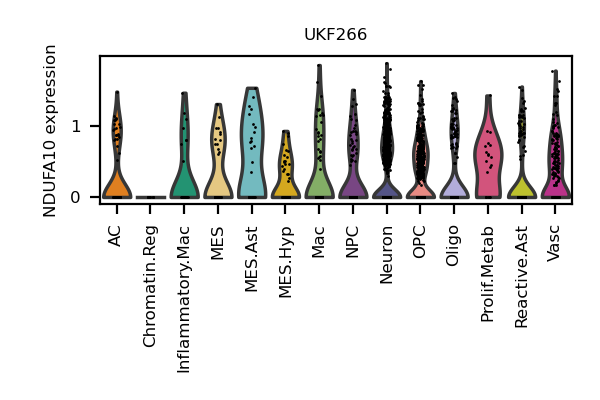 UKF266
NDUFA10 expression
1
0
AC
Chromatin.Reg
Inflammatory.Mac
MES
MES.Ast
MES.Hyp
Mac
NPC
Neuron
OPC
Oligo
Prolif.Metab
Reactive.Ast
Vasc